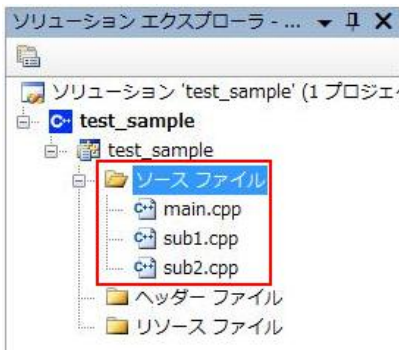 ソリューション エクスプローラ - ...
ソリューション 'test_sample' (1 プロジェ
test_sample
test_sample
ソース ファイル
main.cpp
sub1.cpp
sub2.cpp
ヘッダー ファイル
リソース ファイル